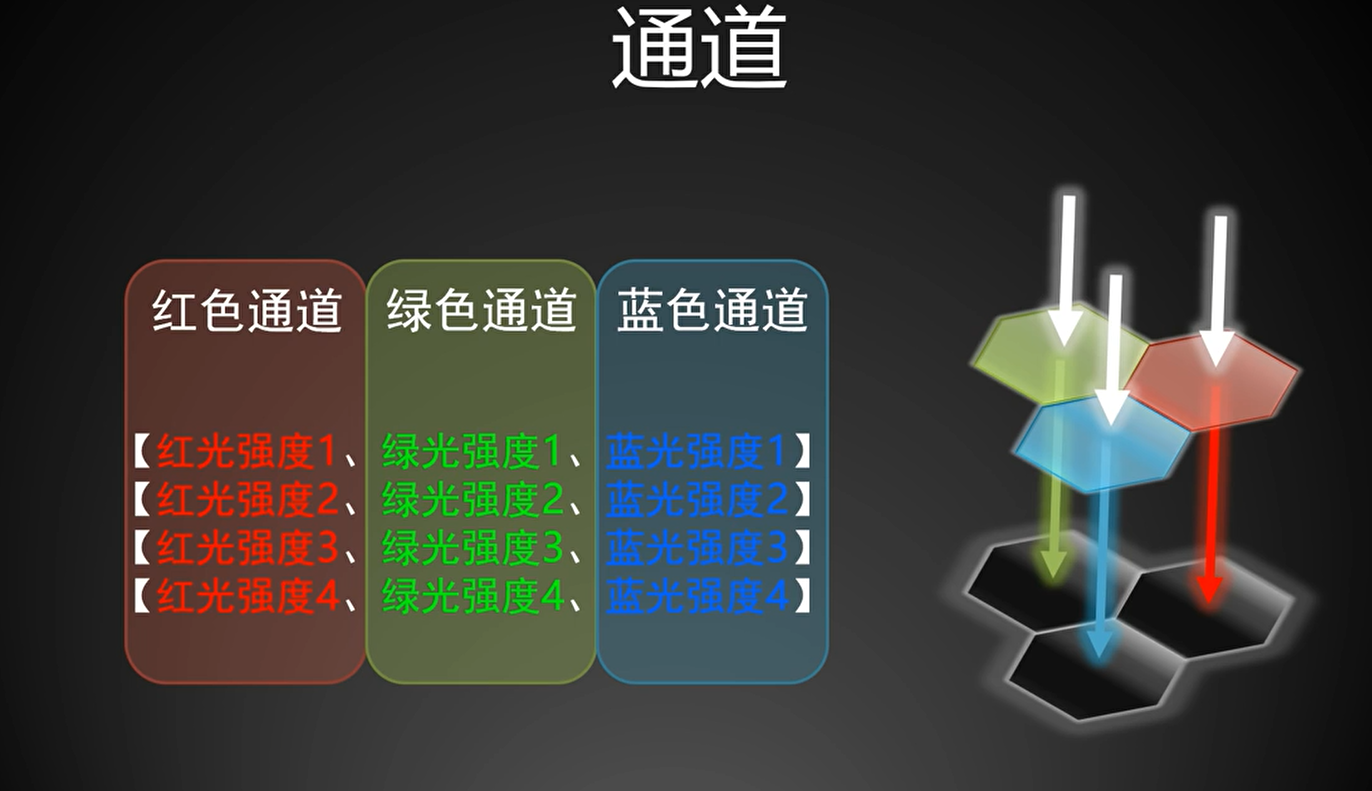 通道
红色通道 绿色通道 蓝色通道
【红光强度1、绿光强度1、蓝光强度1】
【红光强度2、绿光强度2、蓝光强度2】
【红光强度3、绿光强度3、蓝光强度3】
【红光强度4、绿光强度4、蓝光强度4】